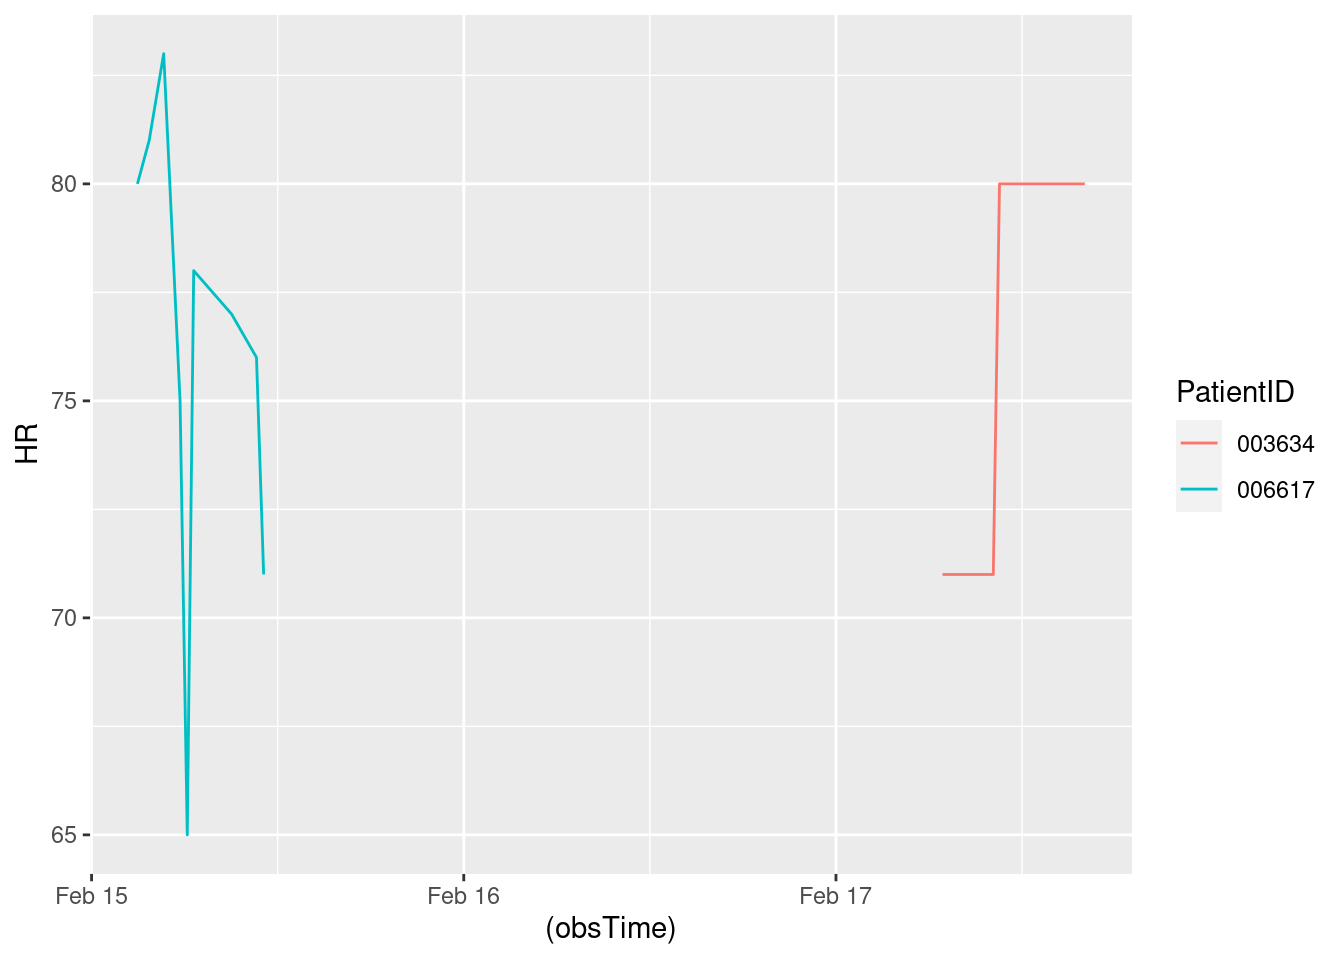 80
75
70
65
HR
Feb 15
Feb 16
Feb 17
(obsTime)
PatientID
003634
006617